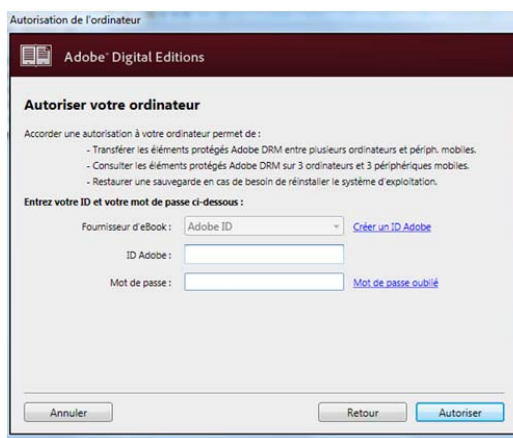 Autorisation de l'ordinateur
Adobe® Digital Editions
Autoriser votre ordinateur
Accorder une autorisation à votre ordinateur permet de :
- Transférer les éléments protégés Adobe DRM entre plusieurs ordinateurs et périph. mobiles.
- Consulter les éléments protégés Adobe DRM sur 3 ordinateurs et 3 périphériques mobiles.
- Restaurer une sauvegarde en cas de besoin de réinstaller le système d'exploitation.
Entrez votre ID et votre mot de passe ci-dessous :
Fournisseur d'eBook : Adobe ID Créer un ID Adobe
ID Adobe :
Mot de passe : Mot de passe oublié
Annuler Retour Autoriser